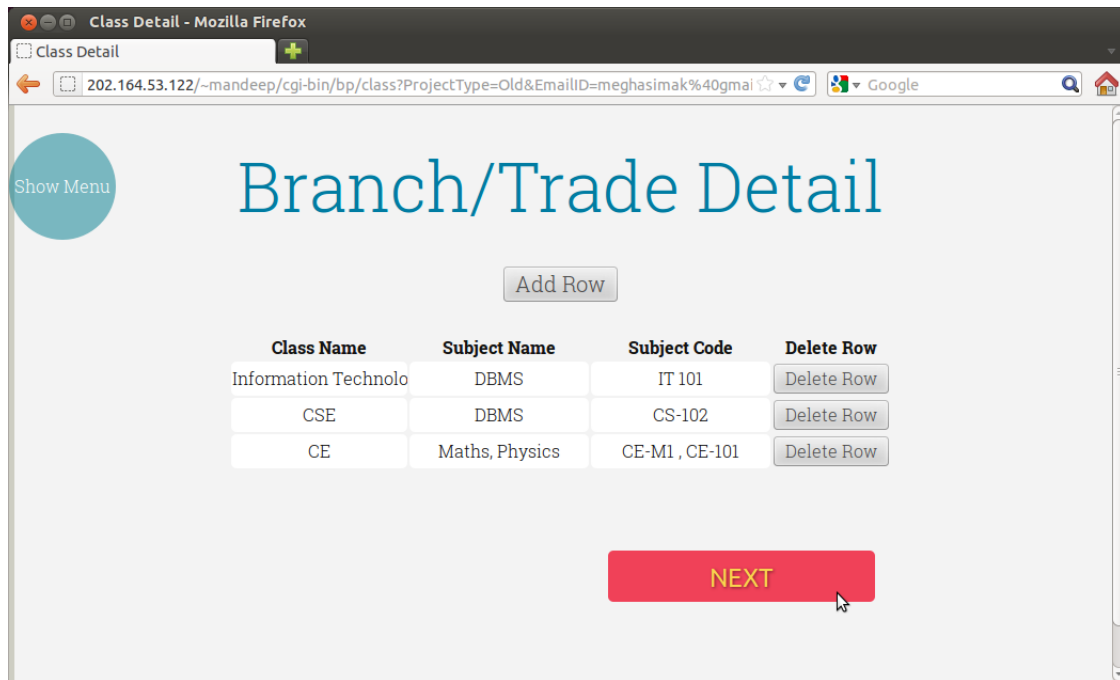 Class Detail - Mozilla Firefox
Class Detail
202.164.53.122/~mandeep/cgi-bin/bp/class?ProjectType=Old&EmailID=meghasimak%40gmai
Google
Show Menu
Branch/Trade Detail
Add Row
Class Name Subject Name Subject Code Delete Row
Information Technolo DBMS IT 101 Delete Row
CSE DBMS CS-102 Delete Row
CE Maths, Physics CE-M1 , CE-101 Delete Row
NEXT